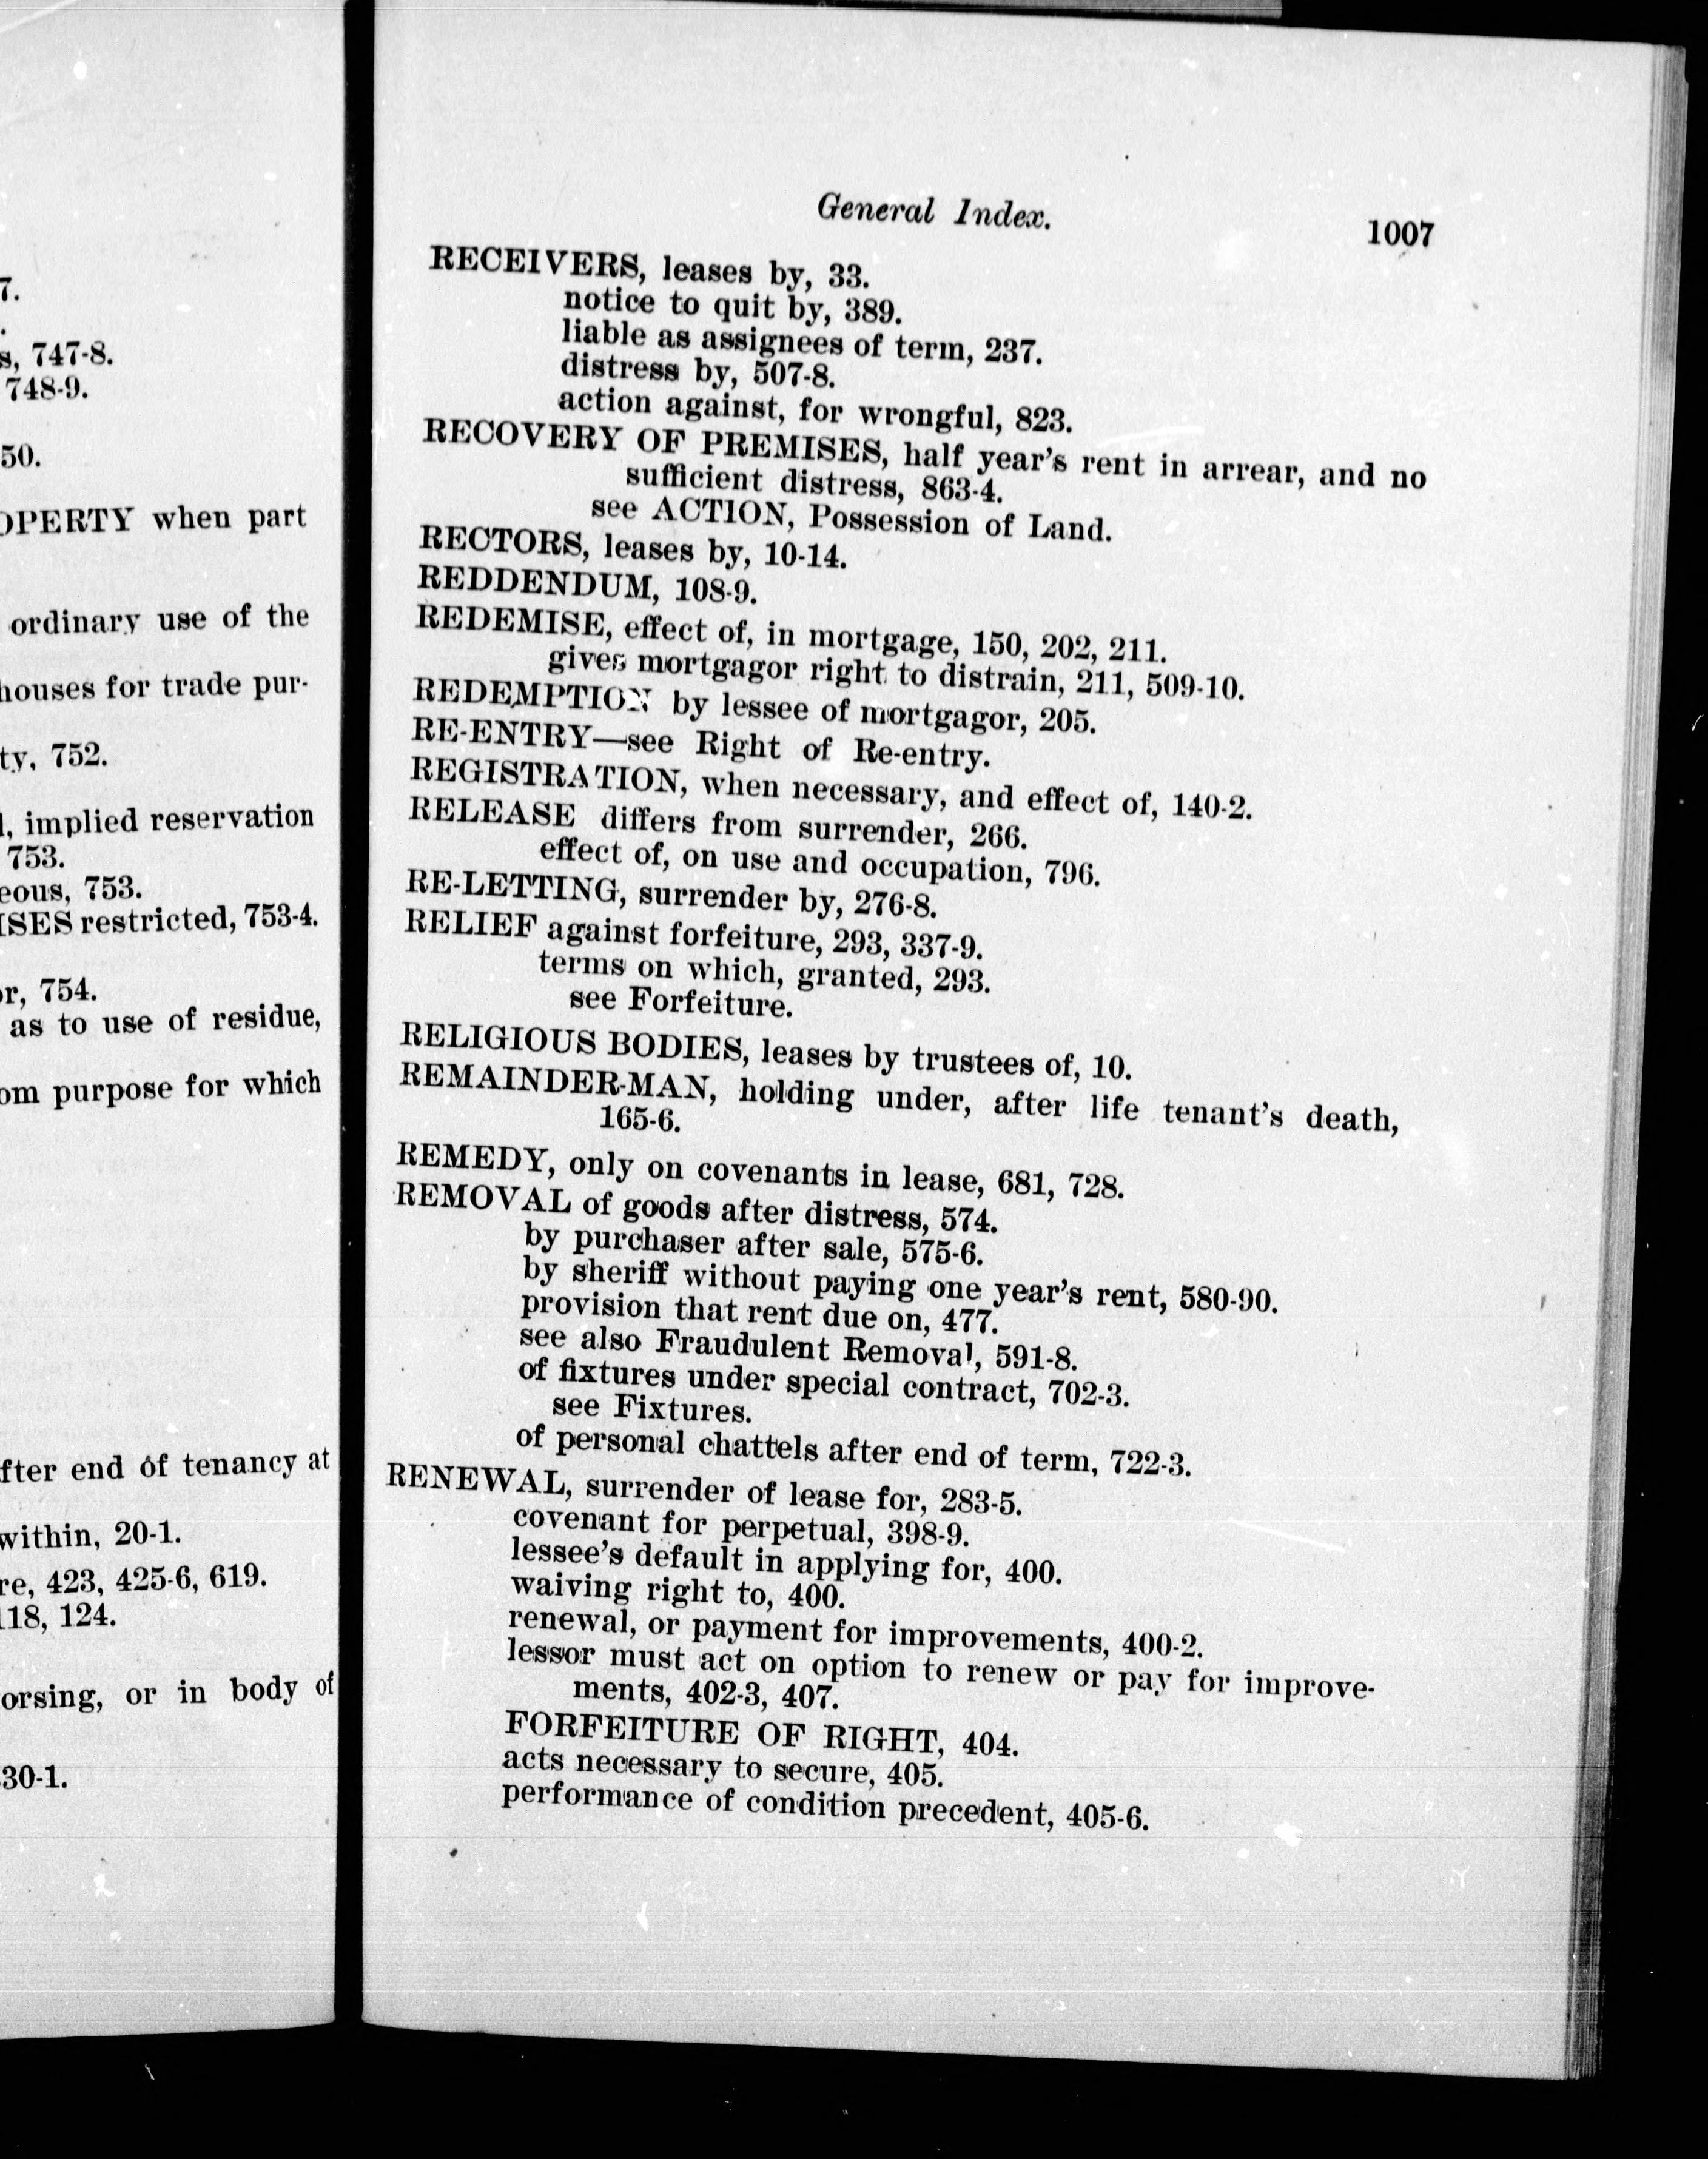 7.
s, 747-8.
748-9.
50.
OPERTY when part
ordinary use of the
houses for trade pur-
ty, 752.
l, implied reservation
753.
eous, 753.
ISES restricted, 753-4.
or, 754.
as to use of residue,
om purpose for which
fter end of tenancy at
within, 20-1.
re, 423, 425-6, 619.
118, 124.
orsing, or in body of
30-1.
General Index.
1007
RECEIVERS, leases by, 33.
notice to quit by, 389.
liable as assignees of term, 237.
distress by, 507-8.
action against, for wrongful, 823.
RECOVERY OF PREMISES, half year's rent in arrear, and no
sufficient distress, 863-4.
see ACTION, Possession of Land.
RECTORS, leases by, 10-14.
REDDENDUM, 108-9.
REDEMISE, effect of, in mortgage, 150, 202, 211.
gives mortgagor right to distrain, 211, 509-10.
REDEMPTION by lessee of mortgagor, 205.
RE-ENTRY—see Right of Re-entry.
REGISTRATION, when necessary, and effect of, 140-2.
RELEASE differs from surrender, 266.
effect of, on use and occupation, 796.
RE-LETTING, surrender by, 276-8.
RELIEF against forfeiture, 293, 337-9.
terms on which, granted, 293.
see Forfeiture.
RELIGIOUS BODIES, leases by trustees of, 10.
REMAINDER-MAN, holding under, after life tenant's death,
165-6.
REMEDY, only on covenants in lease, 681, 728.
REMOVAL of goods after distress, 574.
by purchaser after sale, 575-6.
by sheriff without paying one year's rent, 580-90.
provision that rent due on, 477.
see also Fraudulent Removal, 591-8.
of fixtures under special contract, 702-3.
see Fixtures.
of personal chattels after end of term, 722-3.
RENEWAL, surrender of lease for, 283-5.
covenant for perpetual, 398-9.
lessee's default in applying for, 400.
waiving right to, 400.
renewal, or payment for improvements, 400-2.
lessor must act on option to renew or pay for improve-
ments, 402-3, 407.
FORFEITURE OF RIGHT, 404.
acts necessary to secure, 405.
performance of condition precedent, 405-6.